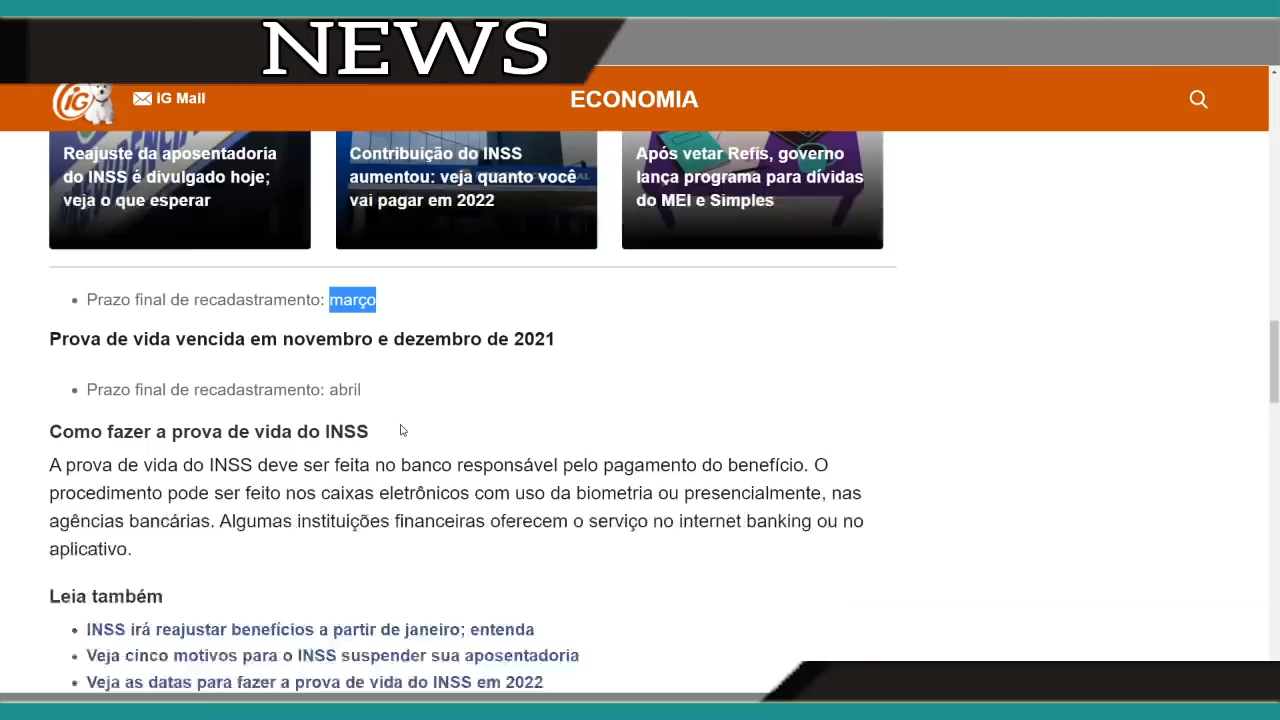 NEWS
iG
iG Mail
ECONOMIA
Reajuste da aposentadoria
do INSS é divulgado hoje;
veja o que esperar
Contribuição do INSS
aumentou: veja quanto você
vai pagar em 2022
Após vetar Refis, governo
lança programa para dívidas
do MEI e Simples
• Prazo final de recadastramento: março
Prova de vida vencida em novembro e dezembro de 2021
• Prazo final de recadastramento: abril
Como fazer a prova de vida do INSS
A prova de vida do INSS deve ser feita no banco responsável pelo pagamento do benefício. O
procedimento pode ser feito nos caixas eletrônicos com uso da biometria ou presencialmente, nas
agências bancárias. Algumas instituições financeiras oferecem o serviço no internet banking ou no
aplicativo.
Leia também
• INSS irá reajustar benefícios a partir de janeiro; entenda
• Veja cinco motivos para o INSS suspender sua aposentadoria
• Veja as datas para fazer a prova de vida do INSS em 2022